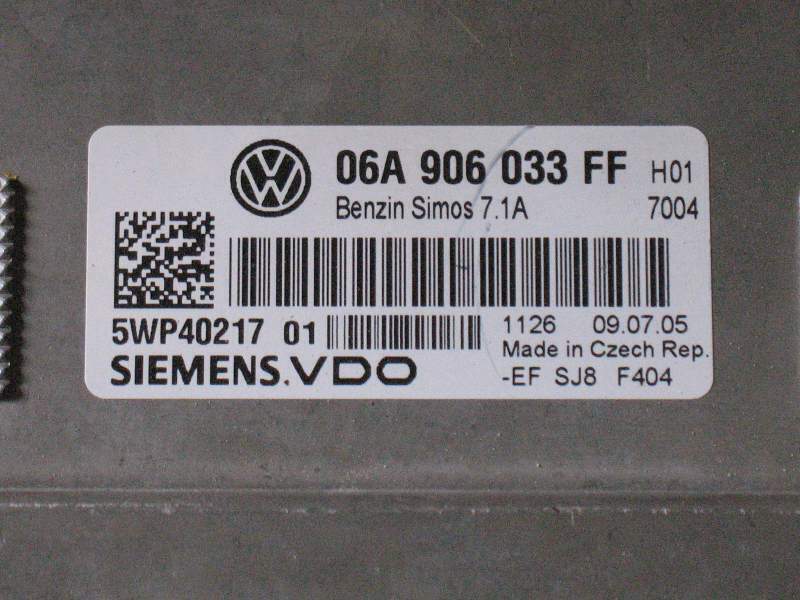 VW
06A 906 033 FF H01
Benzin Simos 7.1A 7004
5WP40217 01 1126 09.07.05
Made in Czech Rep.
SIEMENS.VDO -EF SJ8 F404